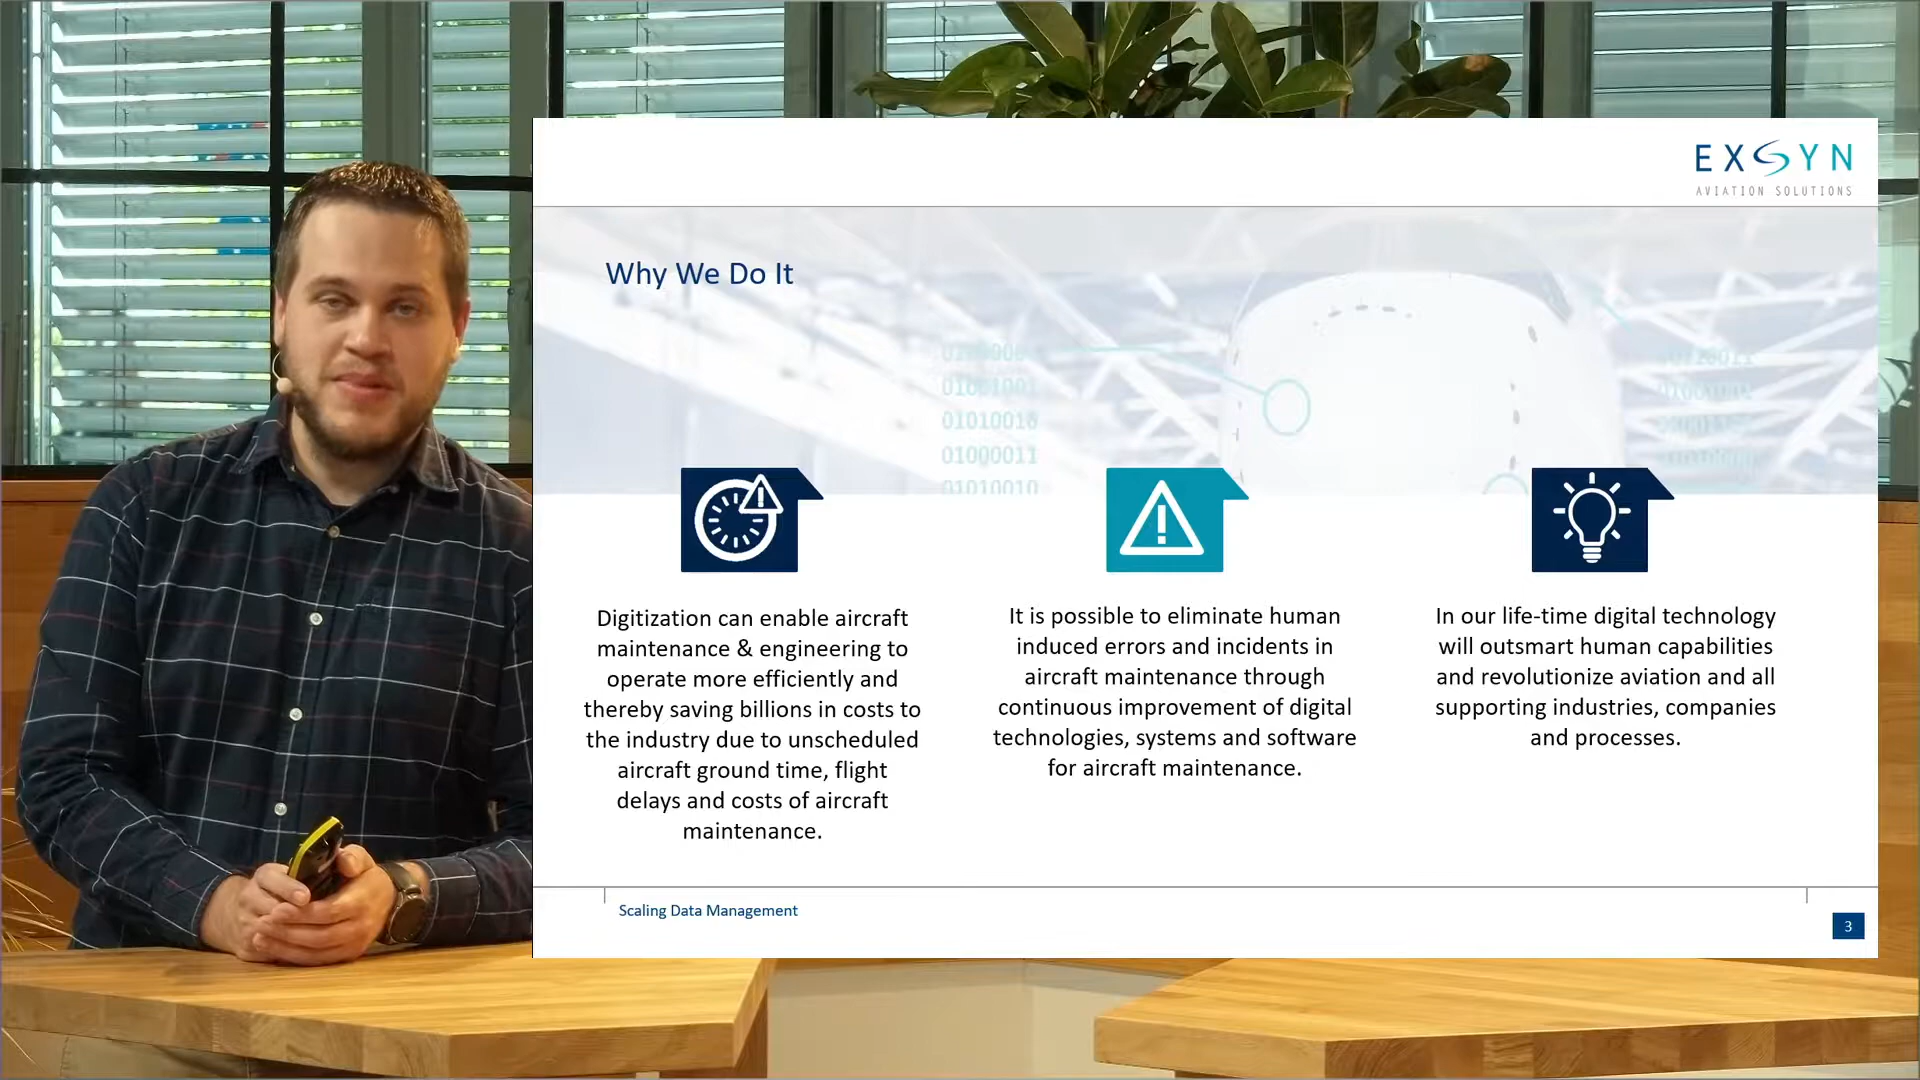 EXSYN
AVIATION SOLUTIONS
Why We Do It
01001001
01010010
01000011
01010010
Digitization can enable aircraft
maintenance & engineering to
operate more efficiently and
thereby saving billions in costs to
the industry due to unscheduled
aircraft ground time, flight
delays and costs of aircraft
maintenance.
It is possible to eliminate human
induced errors and incidents in
aircraft maintenance through
continuous improvement of digital
technologies, systems and software
for aircraft maintenance.
In our life-time digital technology
will outsmart human capabilities
and revolutionize aviation and all
supporting industries, companies
and processes.
Scaling Data Management
3